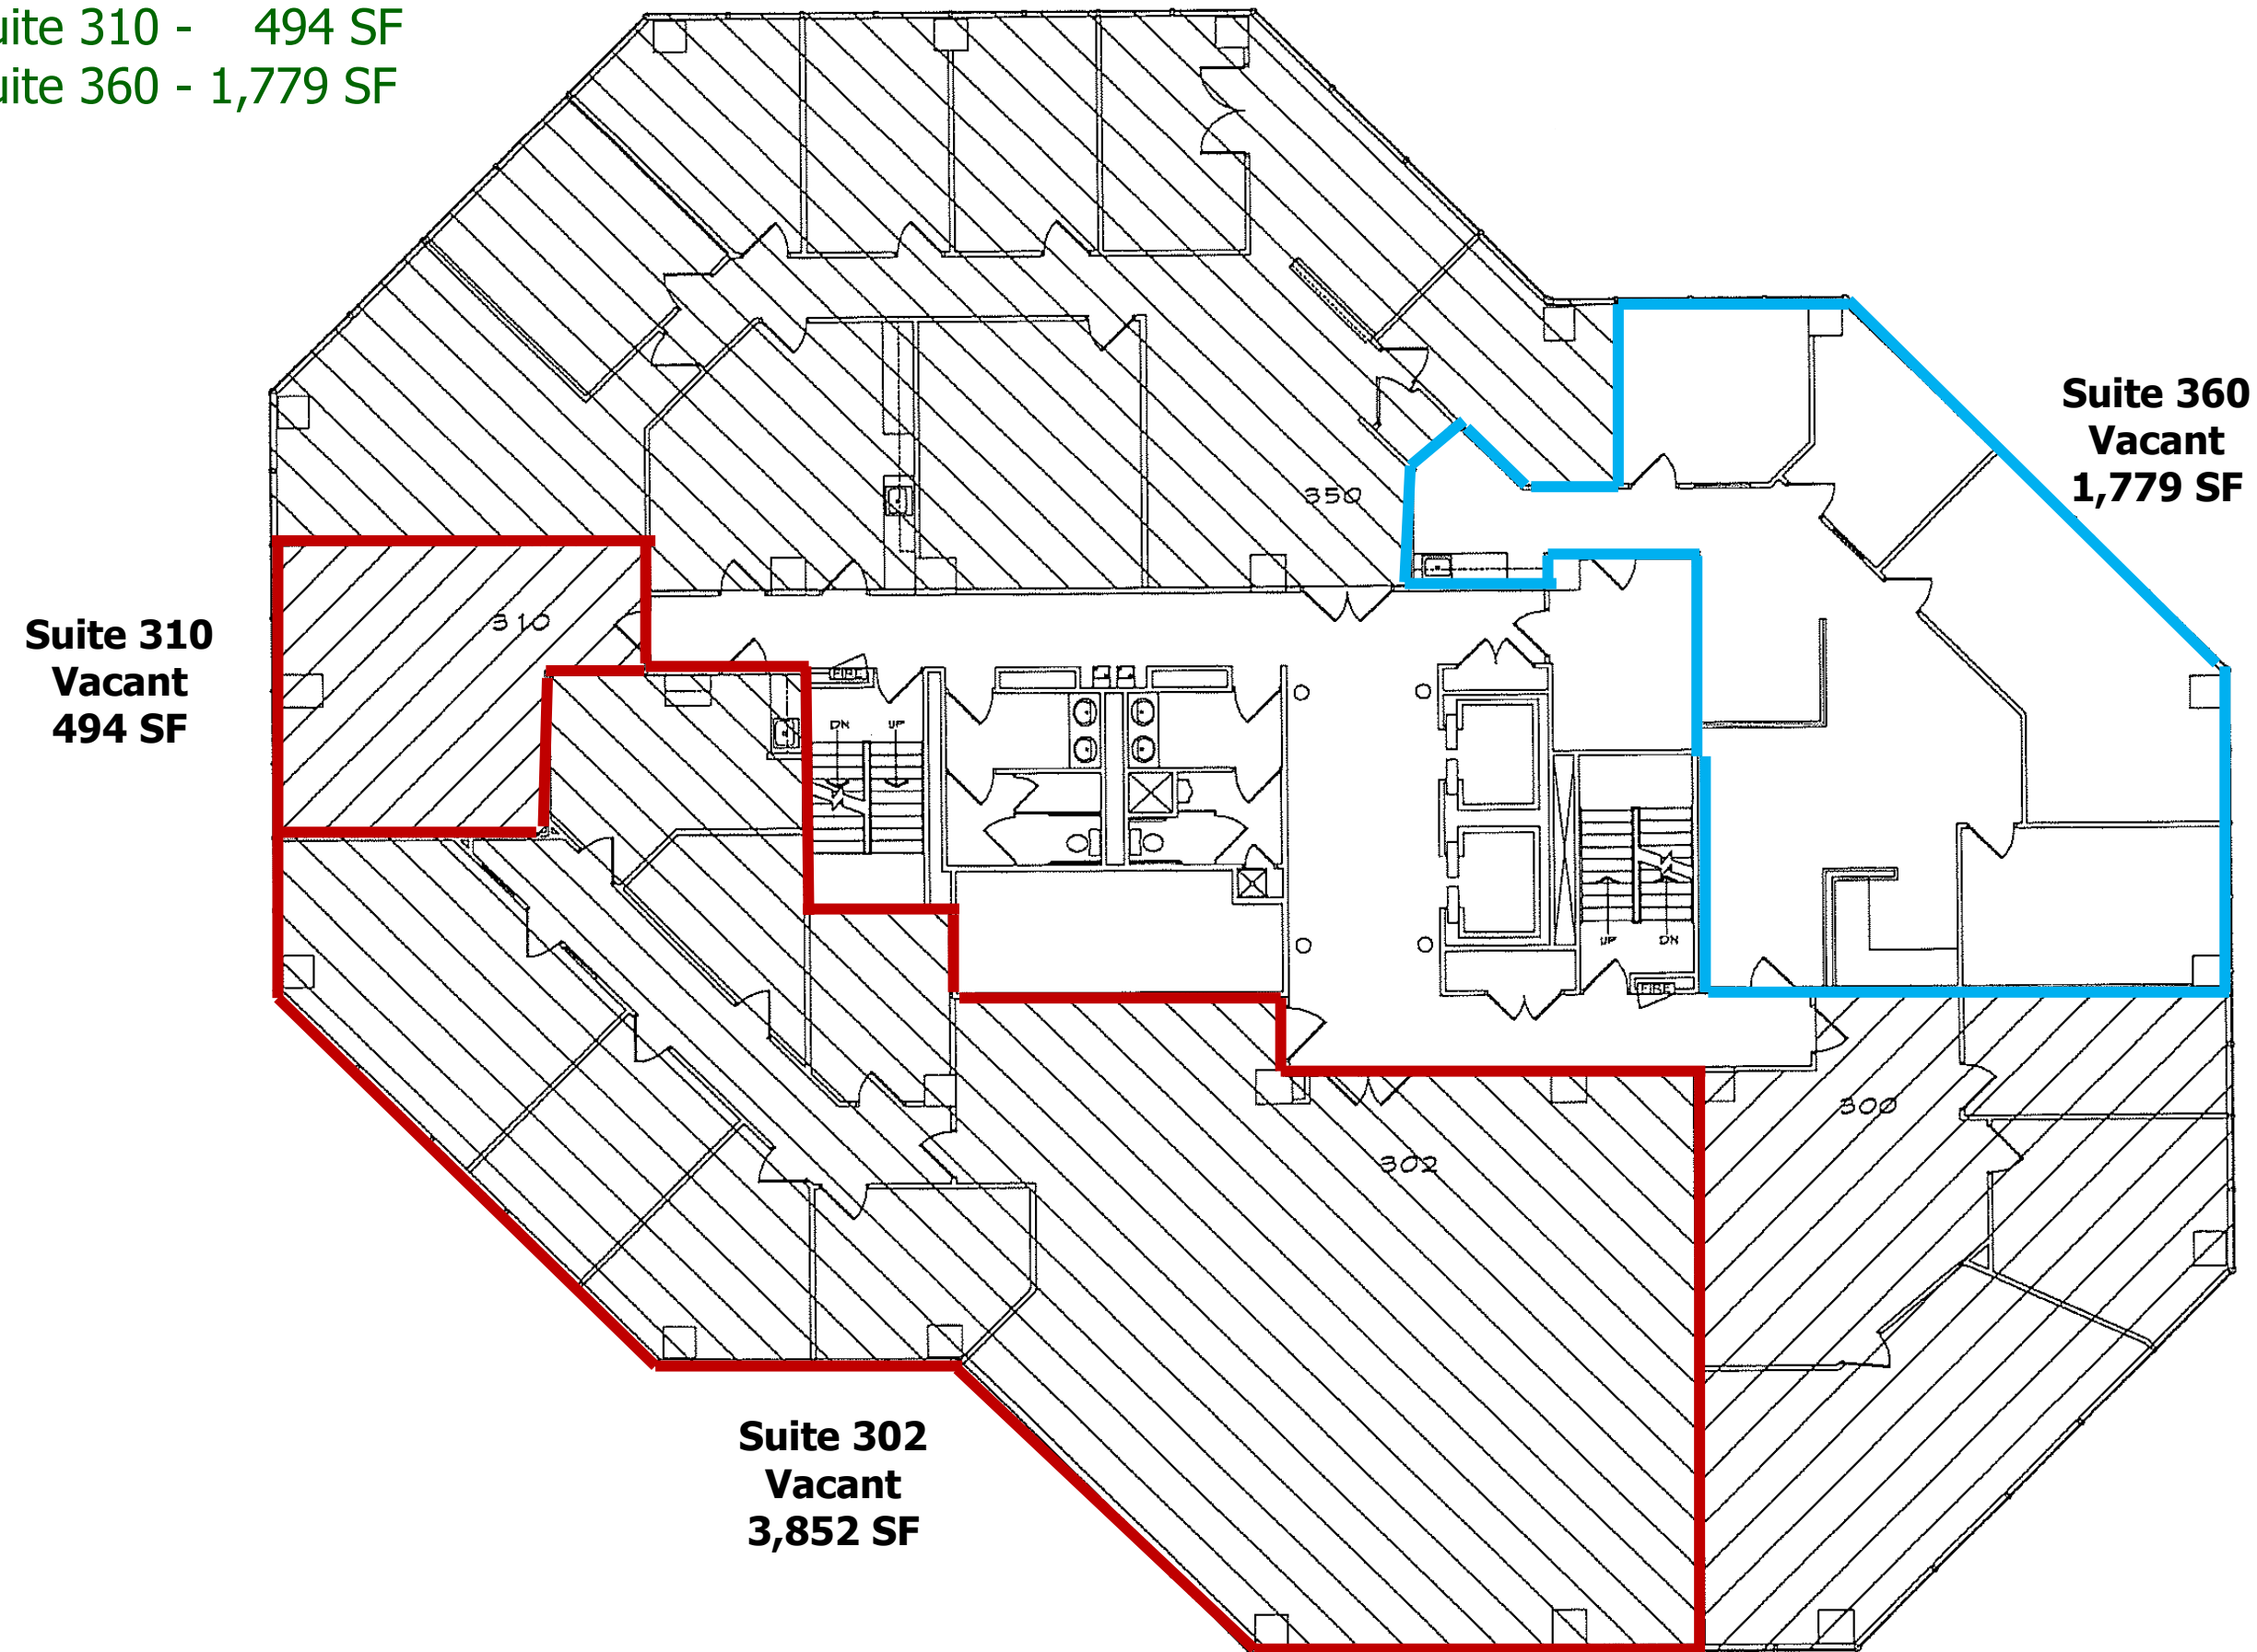 uite 310 - 494 SF
uite 360 - 1,779 SF
Suite 360
Vacant
1,779 SF
350
310
Suite 310
Vacant
494 SF
FIRE
DN UP
UP DN
FIRE
300
302
Suite 302
Vacant
3,852 SF